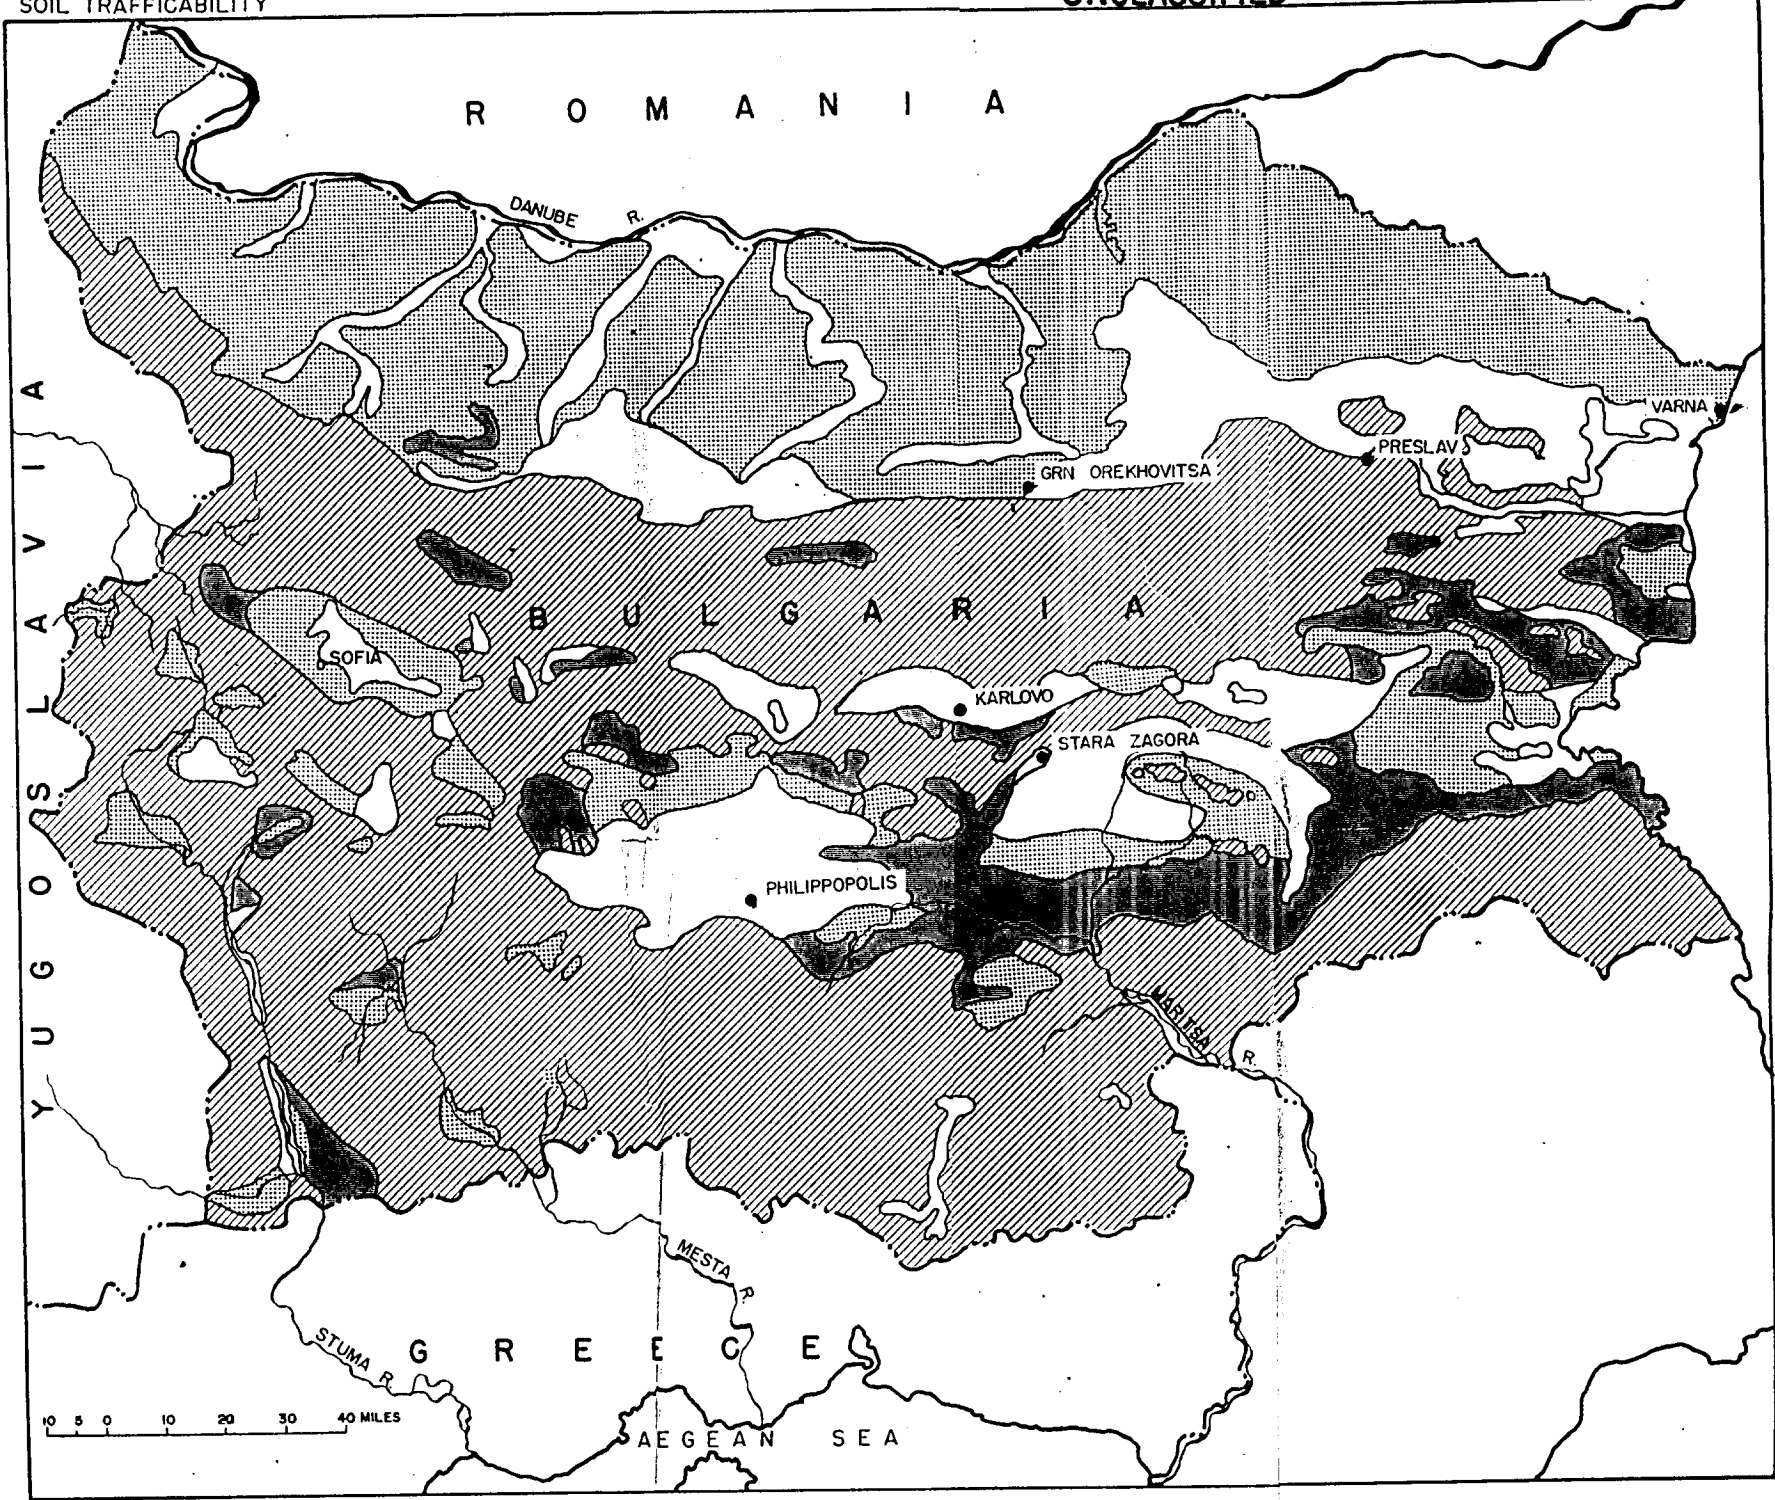 SOIL TRAFFICABILITY
UNCLASSIFIED
ROMANIA
DANUBE R.
VARNA
PRESLAV
GRN OREKHOVITSA
BULGARIA
SOFIA
KARLOVO
STARA ZAGORA
PHILIPPOPOLIS
YUGOSLAVIA
MARITSA R.
MESTA R.
STUMA R.
GREECE
10 5 0 10 20 30 40 MILES
AEGEAN SEA